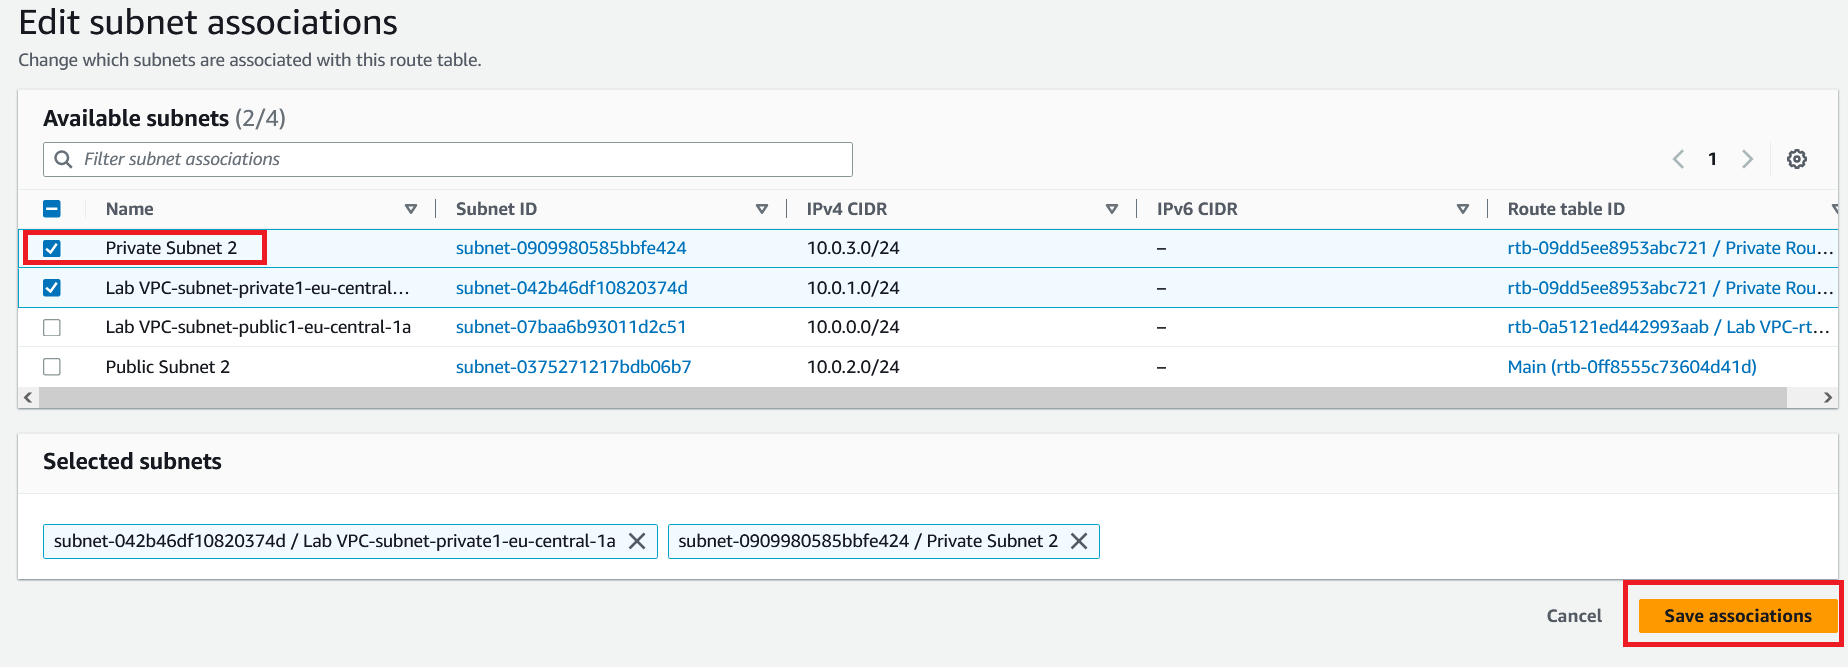 Edit subnet associations
Change which subnets are associated with this route table.
Available subnets (2/4)
Filter subnet associations
1
Name Subnet ID IPv4 CIDR IPv6 CIDR Route table ID
Private Subnet 2 subnet-0909980585bbfe424 10.0.3.0/24 – rtb-09dd5ee8953abc721 / Private Rou...
Lab VPC-subnet-private1-eu-central... subnet-042b46df10820374d 10.0.1.0/24 – rtb-09dd5ee8953abc721 / Private Rou...
Lab VPC-subnet-public1-eu-central-1a subnet-07baa6b93011d2c51 10.0.0.0/24 – rtb-0a5121ed442993aab / Lab VPC-rt...
Public Subnet 2 subnet-0375271217bdb06b7 10.0.2.0/24 – Main (rtb-0ff8555c73604d41d)
Selected subnets
subnet-042b46df10820374d / Lab VPC-subnet-private1-eu-central-1a subnet-0909980585bbfe424 / Private Subnet 2
Cancel Save associations